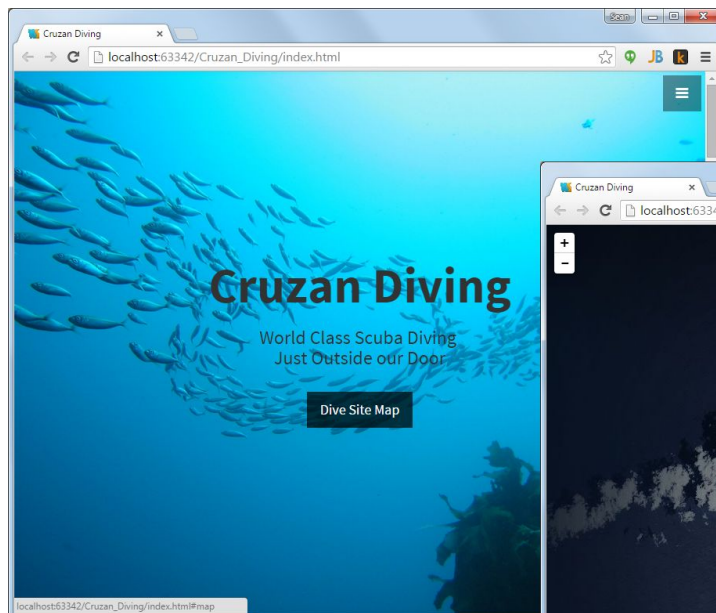 Sean
Cruzan Diving
localhost:63342/Cruzan_Diving/index.html
JB
k
Cruzan Diving
localhost:6334
+
−
Cruzan Diving
World Class Scuba Diving
Just Outside our Door
Dive Site Map
localhost:63342/Cruzan_Diving/index.html#map